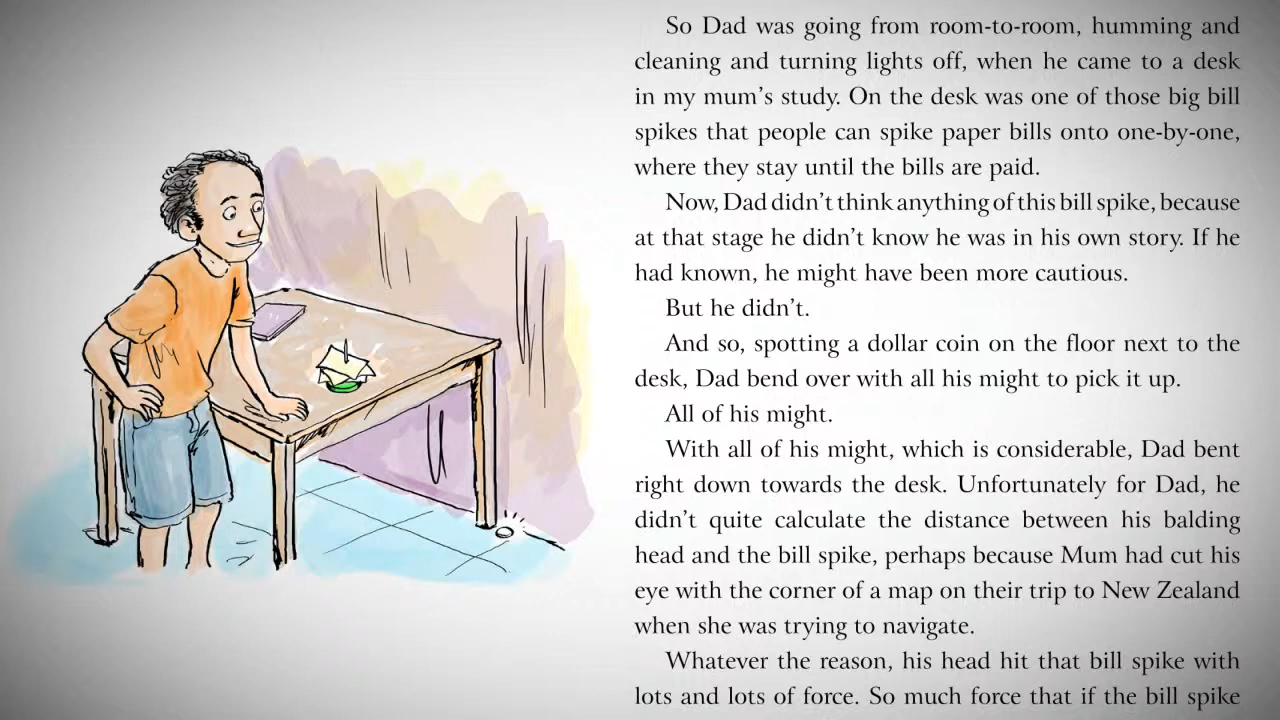 So Dad was going from room-to-room, humming and
cleaning and turning lights off, when he came to a desk
in my mum’s study. On the desk was one of those big bill
spikes that people can spike paper bills onto one-by-one,
where they stay until the bills are paid.
Now, Dad didn’t think anything of this bill spike, because
at that stage he didn’t know he was in his own story. If he
had known, he might have been more cautious.
But he didn’t.
And so, spotting a dollar coin on the floor next to the
desk, Dad bend over with all his might to pick it up.
All of his might.
With all of his might, which is considerable, Dad bent
right down towards the desk. Unfortunately for Dad, he
didn’t quite calculate the distance between his balding
head and the bill spike, perhaps because Mum had cut his
eye with the corner of a map on their trip to New Zealand
when she was trying to navigate.
Whatever the reason, his head hit that bill spike with
lots and lots of force. So much force that if the bill spike